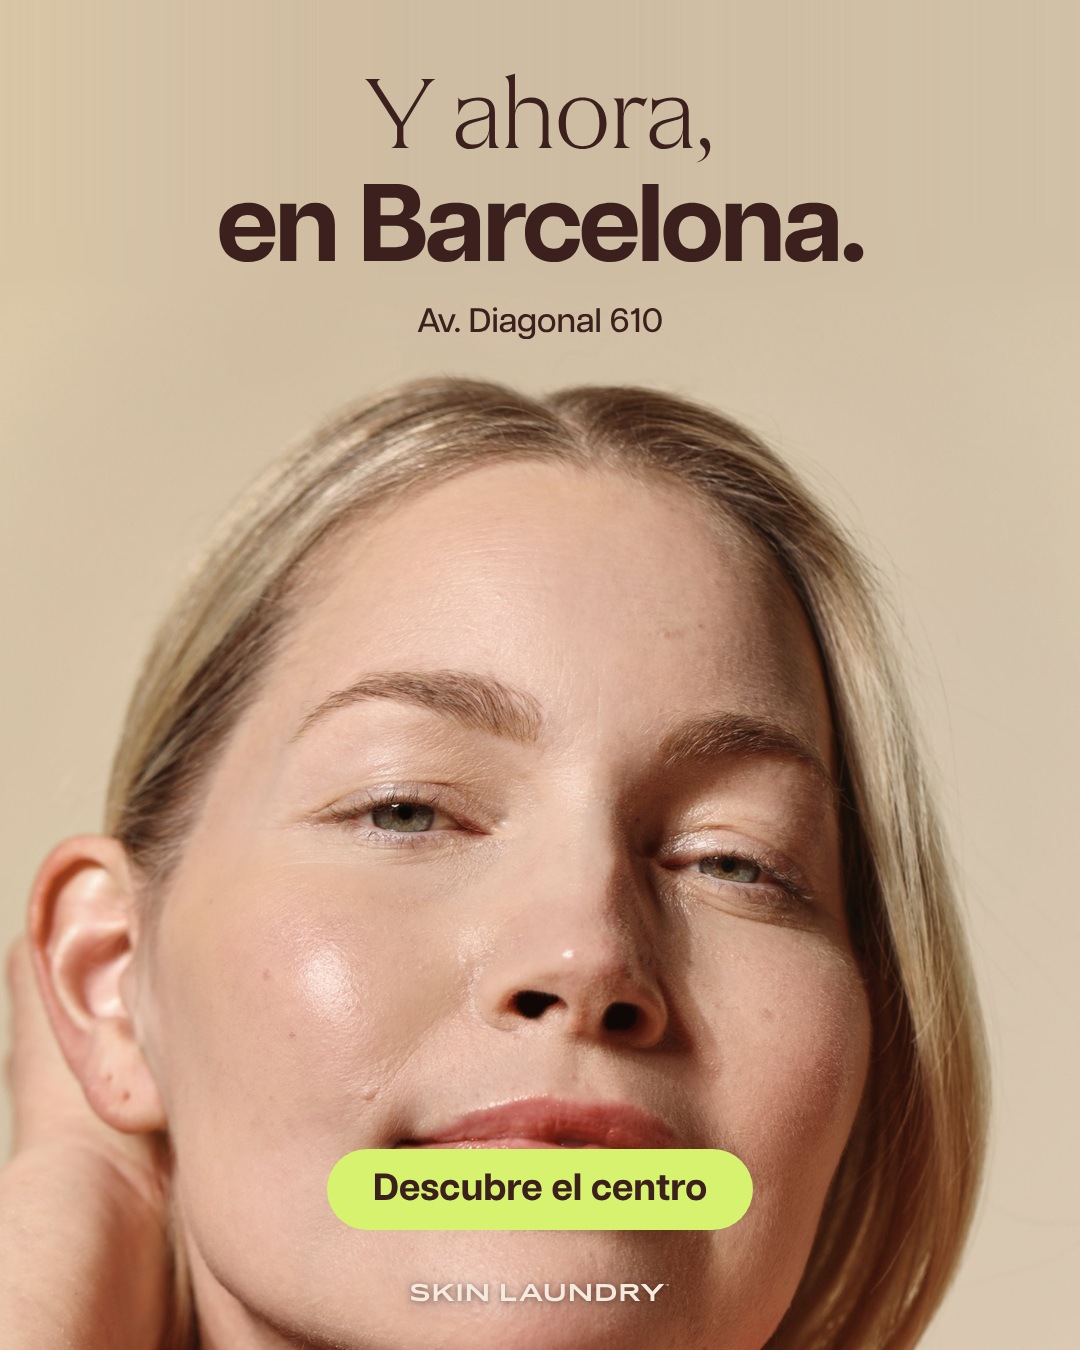 Y ahora,
en Barcelona.
Av. Diagonal 610
Descubre el centro
SKIN LAUNDRY